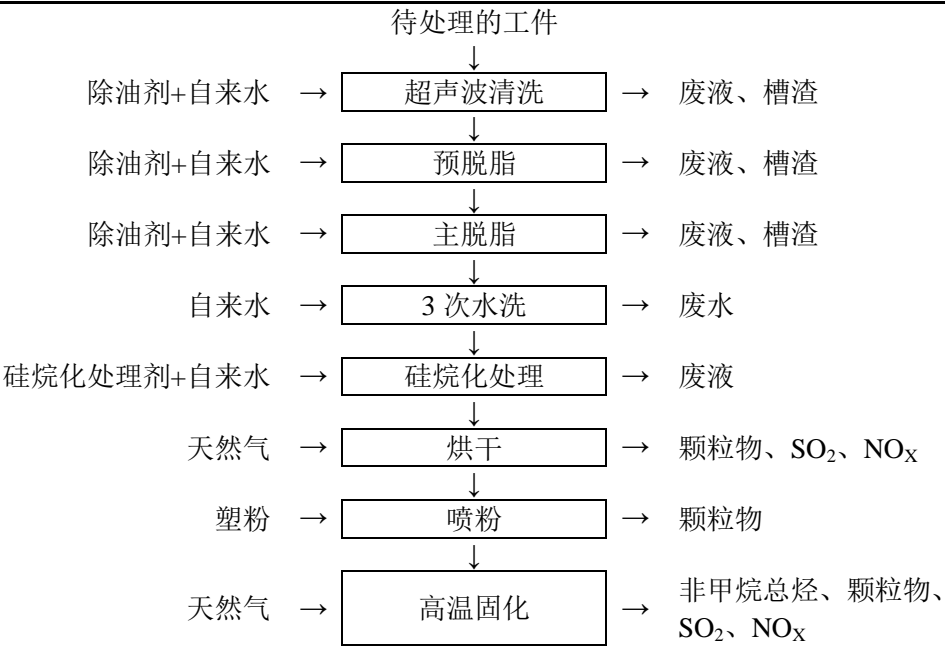 待处理的工件
↓
除油剂+自来水 → 超声波清洗 → 废液、槽渣
↓
除油剂+自来水 → 预脱脂 → 废液、槽渣
↓
除油剂+自来水 → 主脱脂 → 废液、槽渣
↓
自来水 → 3 次水洗 → 废水
↓
硅烷化处理剂+自来水 → 硅烷化处理 → 废液
↓
天然气 → 烘干 → 颗粒物、SO₂、NOₓ
↓
塑粉 → 喷粉 → 颗粒物
↓
天然气 → 高温固化 → 非甲烷总烃、颗粒物、
SO₂、NOₓ